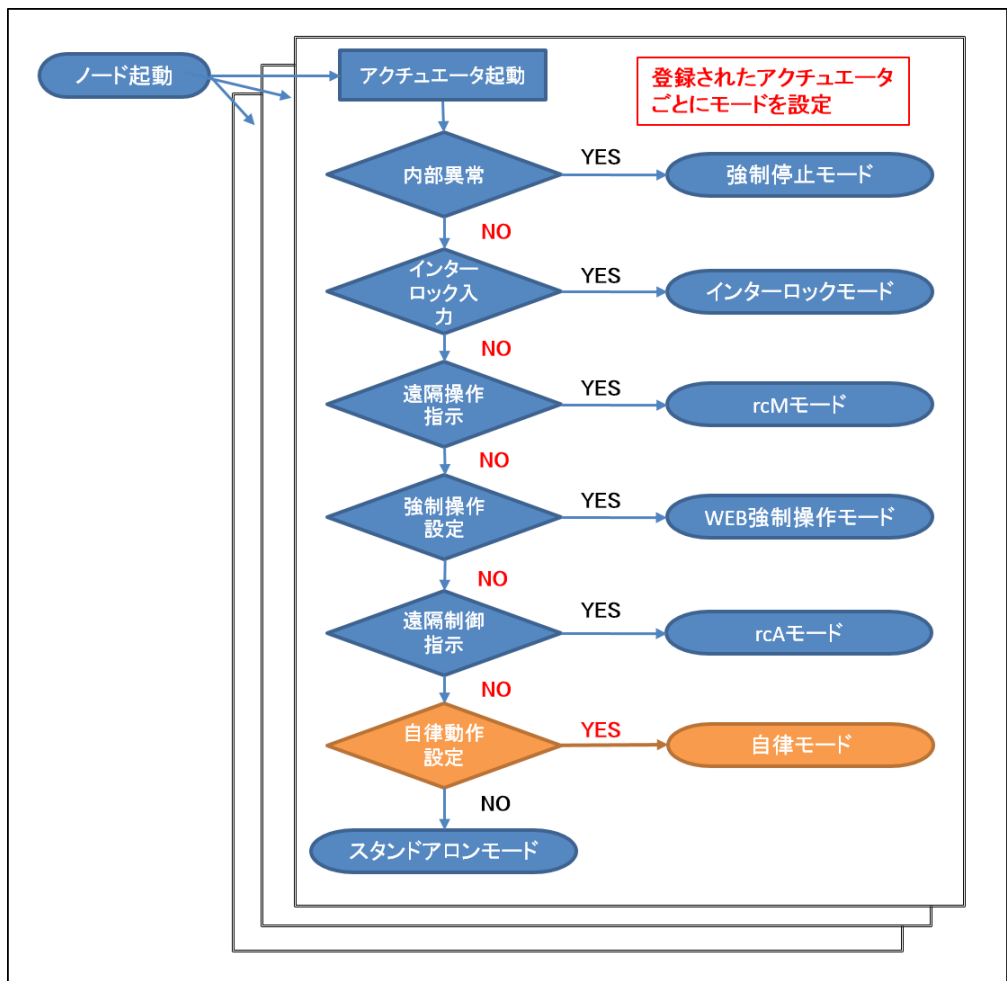 ノード起動
アクチュエータ起動
登録されたアクチュエータ
ごとにモードを設定
内部異常
YES
強制停止モード
NO
インター
ロック入
力
YES
インターロックモード
NO
遠隔操作
指示
YES
rcMモード
NO
強制操作
設定
YES
WEB強制操作モード
NO
遠隔制御
指示
YES
rcAモード
NO
自律動作
設定
YES
自律モード
NO
スタンドアロンモード